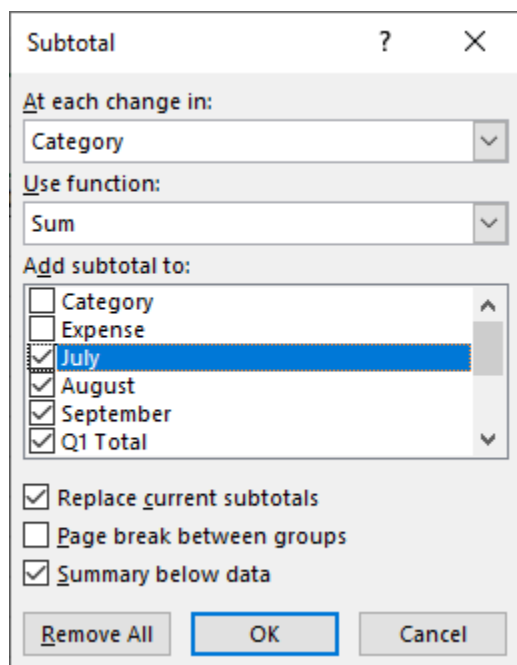 Subtotal ?
At each change in:
Category
Use function:
Sum
Add subtotal to:
Category
Expense
July
August
September
Q1 Total
Replace current subtotals
Page break between groups
Summary below data
Remove All OK Cancel